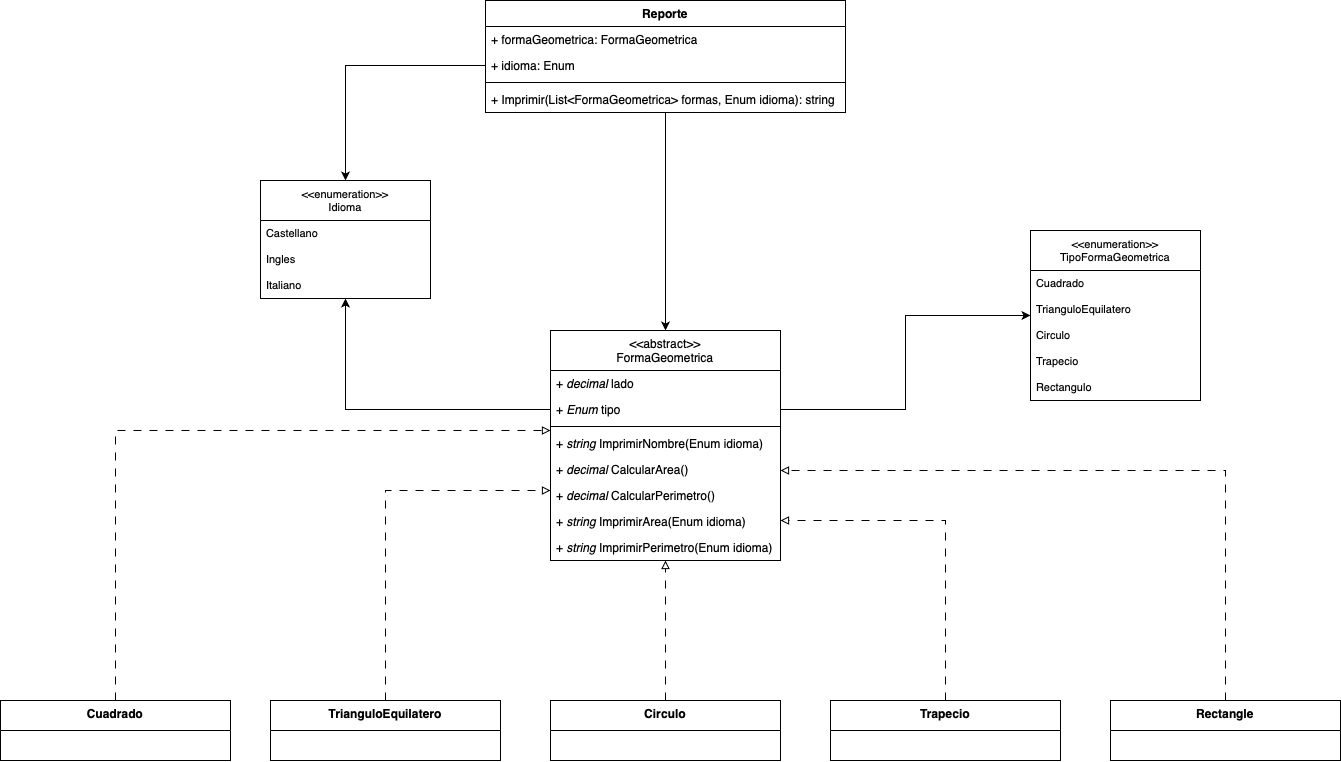 Reporte
+ formaGeometrica: FormaGeometrica
+ idioma: Enum
+ Imprimir(List<FormaGeometrica> formas, Enum idioma): string
<<enumeration>>
Idioma
Castellano
Ingles
Italiano
<<enumeration>>
TipoFormaGeometrica
Cuadrado
TrianguloEquilatero
Circulo
Trapecio
Rectangulo
<<abstract>>
FormaGeometrica
+ decimal lado
+ Enum tipo
+ string ImprimirNombre(Enum idioma)
+ decimal CalcularArea()
+ decimal CalcularPerimetro()
+ string ImprimirArea(Enum idioma)
+ string ImprimirPerimetro(Enum idioma)
Cuadrado
TrianguloEquilatero
Circulo
Trapecio
Rectangle